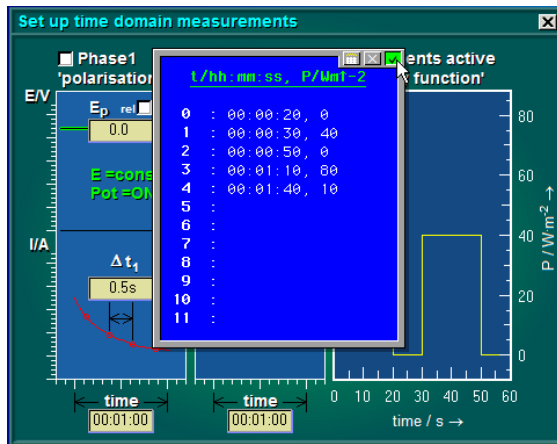 Set up time domain measurements
Phase1
'polarisation
ents active
function'
E/V
Ep rel
0.0
E =cons
Pot =ON
I/A
Δt1
0.5s
time
00:01:00
time
00:01:00
t/hh:mm:ss, P/Wm↑-2
0 : 00:00:20, 0
1 : 00:00:30, 40
2 : 00:00:50, 0
3 : 00:01:10, 80
4 : 00:01:40, 10
5 :
6 :
7 :
8 :
9 :
10 :
11 :
80
60
40
20
0
P / W·m-2 →
0 10 20 30 40 50 60
time / s →